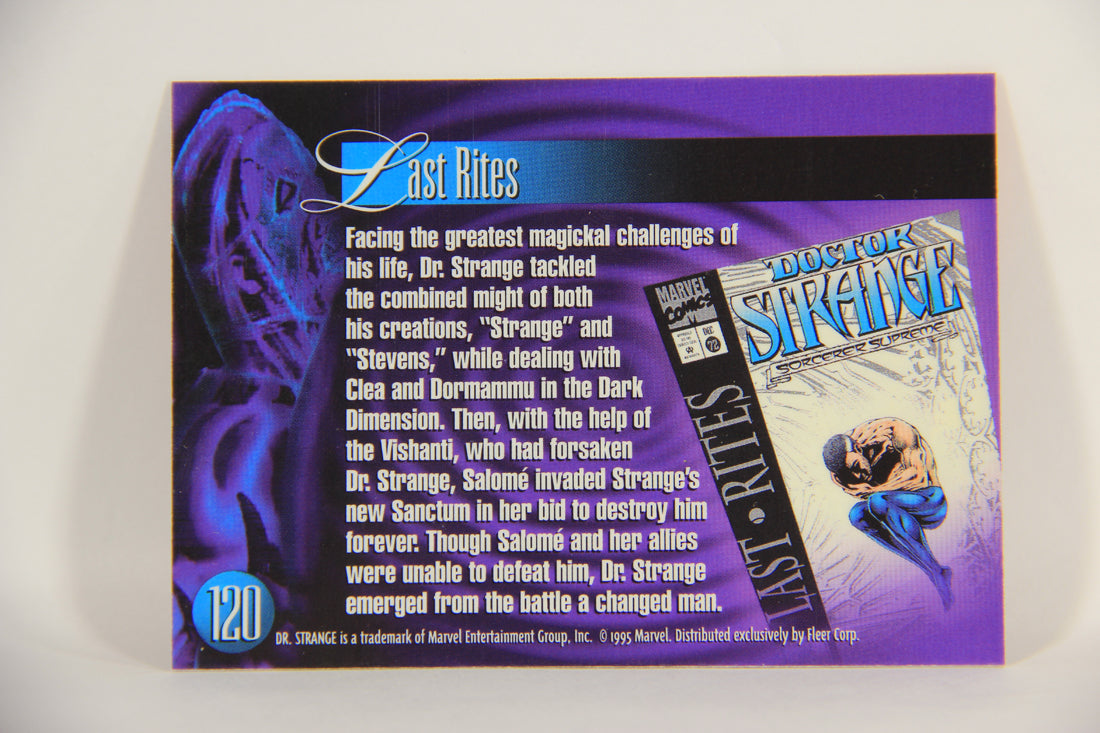 Last Rites
Facing the greatest magickal challenges of
his life, Dr. Strange tackled
the combined might of both
his creations, “Strange” and
“Stevens,” while dealing with
Clea and Dormammu in the Dark
Dimension. Then, with the help of
the Vishanti, who had forsaken
Dr. Strange, Salomé invaded Strange’s
new Sanctum in her bid to destroy him
forever. Though Salomé and her allies
were unable to defeat him, Dr. Strange
emerged from the battle a changed man.
MARVEL
COMICS
DEC
72
DOCTOR
STRANGE
SORCERER SUPREME
LAST • RITES
120
DR. STRANGE is a trademark of Marvel Entertainment Group, Inc. © 1995 Marvel. Distributed exclusively by Fleer Corp.